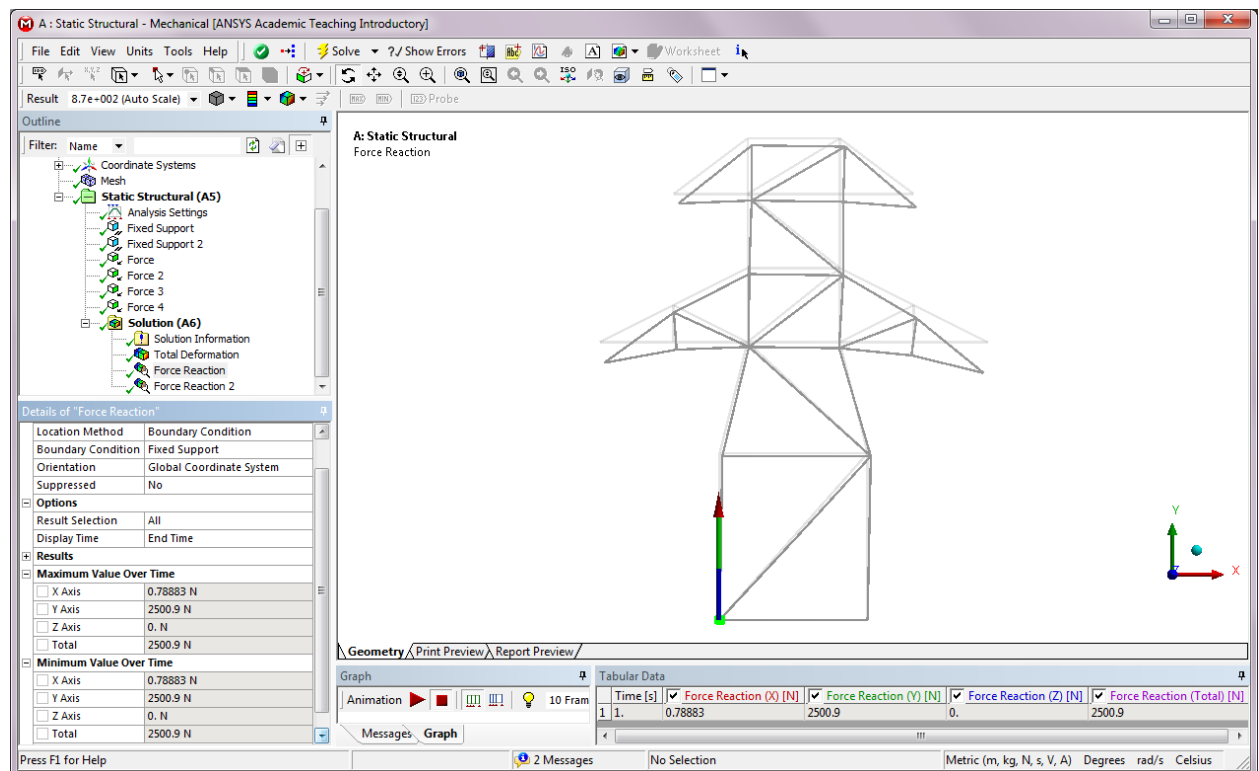 A : Static Structural - Mechanical [ANSYS Academic Teaching Introductory]
File Edit View Units Tools Help Solve ?./ Show Errors Worksheet
Result 8.7e+002 (Auto Scale) MAX MIN Probe
Outline
Filter: Name
Coordinate Systems
Mesh
Static Structural (A5)
Analysis Settings
Fixed Support
Fixed Support 2
Force
Force 2
Force 3
Force 4
Solution (A6)
Solution Information
Total Deformation
Force Reaction
Force Reaction 2
Details of "Force Reaction"
Location Method Boundary Condition
Boundary Condition Fixed Support
Orientation Global Coordinate System
Suppressed No
Options
Result Selection All
Display Time End Time
Results
Maximum Value Over Time
X Axis 0.78883 N
Y Axis 2500.9 N
Z Axis 0. N
Total 2500.9 N
Minimum Value Over Time
X Axis 0.78883 N
Y Axis 2500.9 N
Z Axis 0. N
Total 2500.9 N
A: Static Structural
Force Reaction
Y
Z X
Geometry Print Preview Report Preview
Graph
Animation 10 Fram
Messages Graph
Tabular Data
Time [s] Force Reaction (X) [N] Force Reaction (Y) [N] Force Reaction (Z) [N] Force Reaction (Total) [N]
1 1. 0.78883 2500.9 0. 2500.9
Press F1 for Help 2 Messages No Selection Metric (m, kg, N, s, V, A) Degrees rad/s Celsius